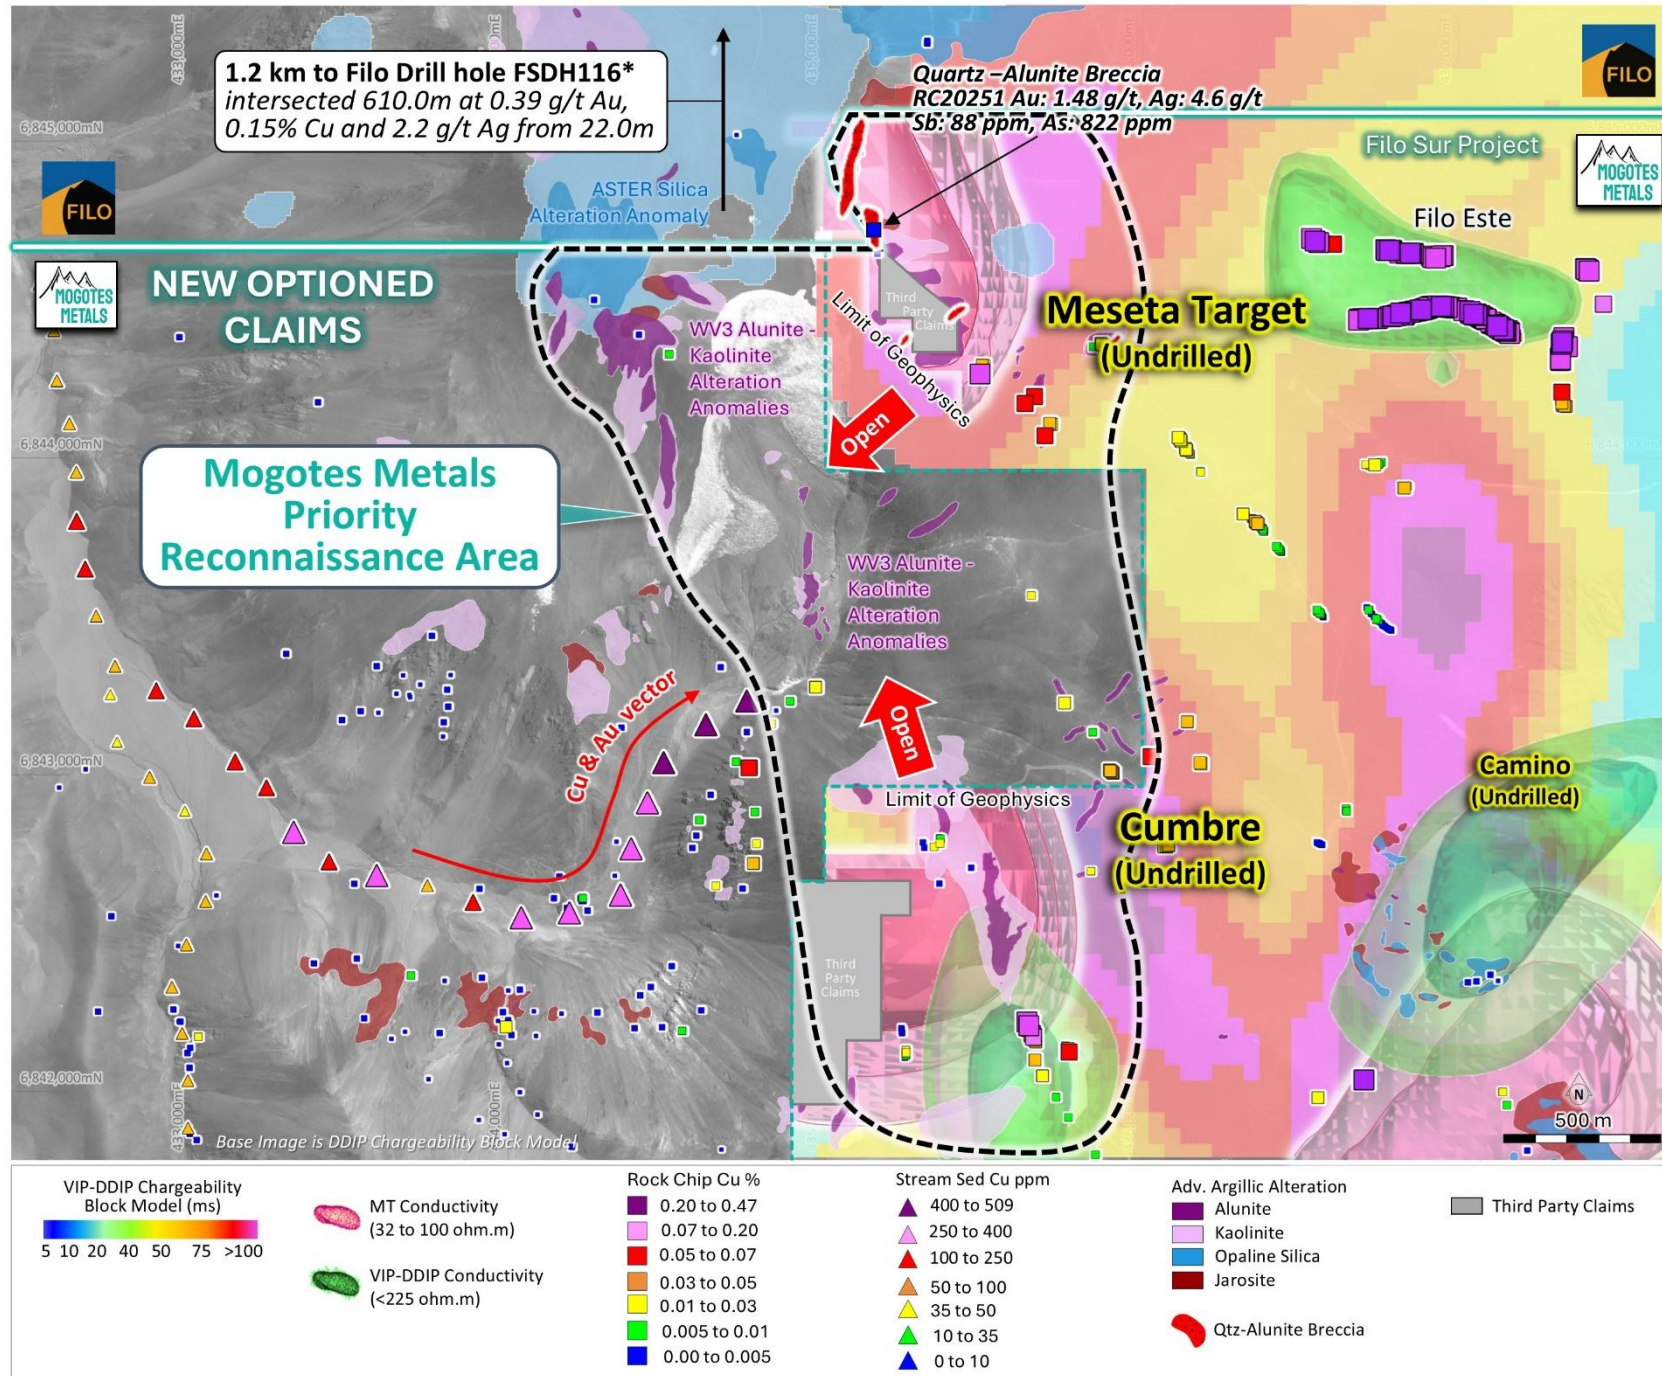 433,000mE
435,000mE
1.2 km to Filo Drill hole FSDH116*
intersected 610.0m at 0.39 g/t Au,
0.15% Cu and 2.2 g/t Ag from 22.0m
Quartz –Alunite Breccia
RC20251 Au: 1.48 g/t, Ag: 4.6 g/t
Sb: 88 ppm, As: 822 ppm
FILO
6,845,000mN
Filo Sur Project
MOGOTES
METALS
FILO
ASTER Silica
Alteration Anomaly
Filo Este
MOGOTES
METALS
NEW OPTIONED
CLAIMS
Third
Party
Claims
Limit of Geophysics
Meseta Target
(Undrilled)
WV3 Alunite -
Kaolinite
Alteration
Anomalies
Open
6,844,000mN
Mogotes Metals
Priority
Reconnaissance Area
WV3 Alunite -
Kaolinite
Alteration
Anomalies
Cu & Au vector
Open
6,843,000mN
Limit of Geophysics
Camino
(Undrilled)
Cumbre
(Undrilled)
Third
Party
Claims
6,842,000mN
433,000mE
Base Image is DDIP Chargeability Block Model
N
500 m
VIP-DDIP Chargeability
Block Model (ms)
5 10 20 40 50 75 >100
MT Conductivity
(32 to 100 ohm.m)
VIP-DDIP Conductivity
(<225 ohm.m)
Rock Chip Cu %
0.20 to 0.47
0.07 to 0.20
0.05 to 0.07
0.03 to 0.05
0.01 to 0.03
0.005 to 0.01
0.00 to 0.005
Stream Sed Cu ppm
400 to 509
250 to 400
100 to 250
50 to 100
35 to 50
10 to 35
0 to 10
Adv. Argillic Alteration
Alunite
Kaolinite
Opaline Silica
Jarosite
Qtz-Alunite Breccia
Third Party Claims